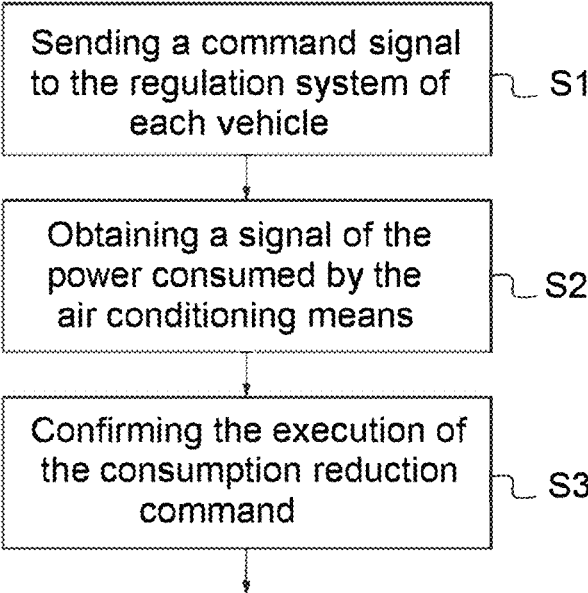 Sending a command signal
to the regulation system of
each vehicle
S1
Obtaining a signal of the
power consumed by the
air conditioning means
S2
Confirming the execution of
the consumption reduction
command
S3